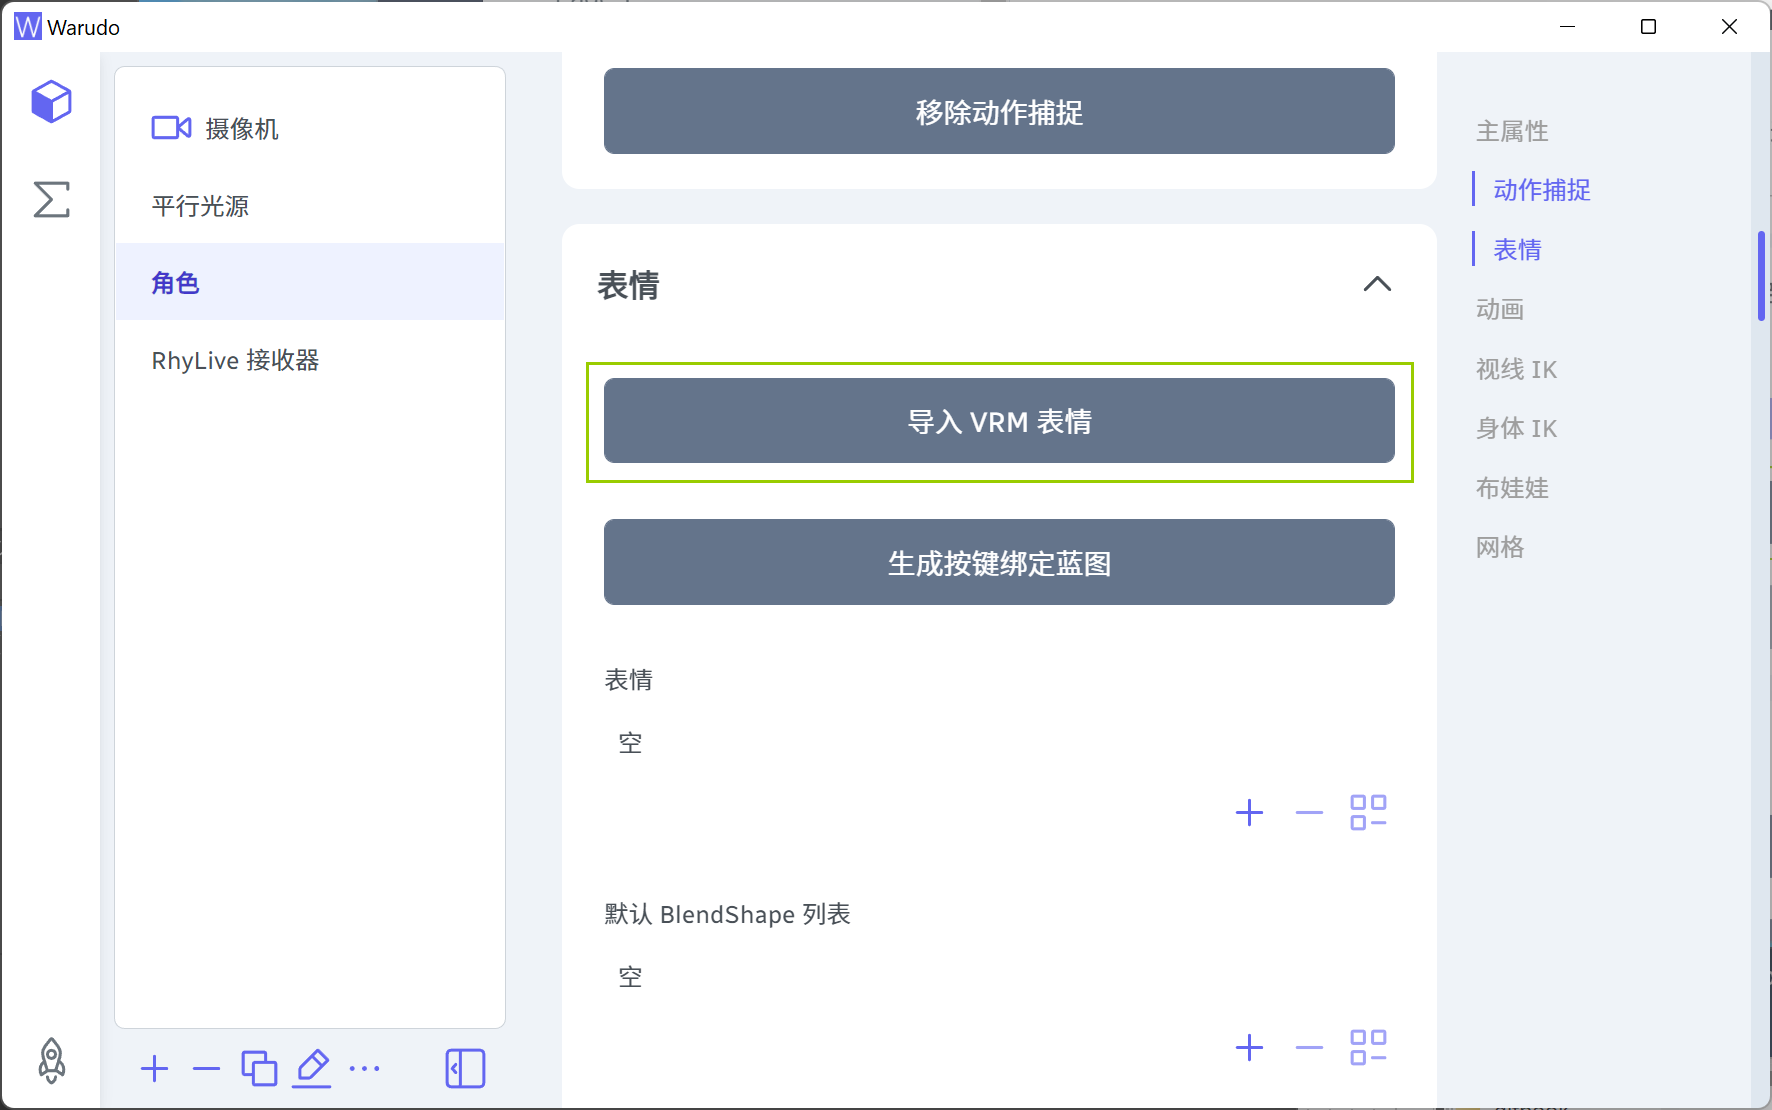 Warudo
摄像机
平行光源
角色
RhyLive 接收器
移除动作捕捉
表情
导入 VRM 表情
生成按键绑定蓝图
表情
空
默认 BlendShape 列表
空
主属性
动作捕捉
表情
动画
视线 IK
身体 IK
布娃娃
网格